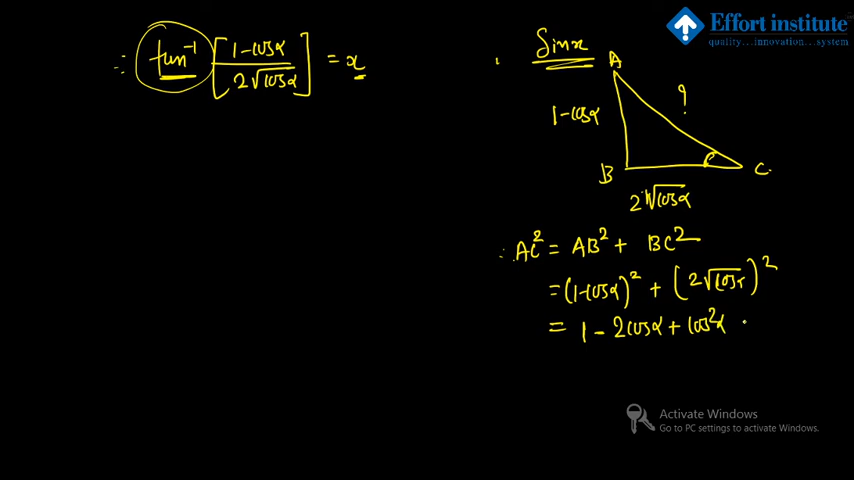 ∴ tan⁻¹ [ (1-cosα) / (2√cosα) ] = x
Sinx
Effort institute
quality...innovation...system
A
1-cosα
?
B
C
2√cosα
∴ AC² = AB² + BC²
= (1-cosα)² + (2√cosα)²
= 1 - 2cosα + cos²α
Activate Windows
Go to PC settings to activate Windows.